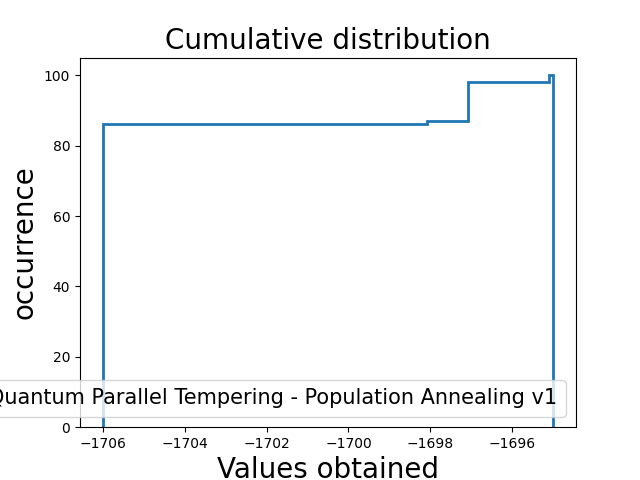 Cumulative distribution
occurrence
100
80
60
40
20
0
Parallel Tempering - Population Annealing v1
−1706 −1704 −1702 −1700 −1698 −1696
Values obtained